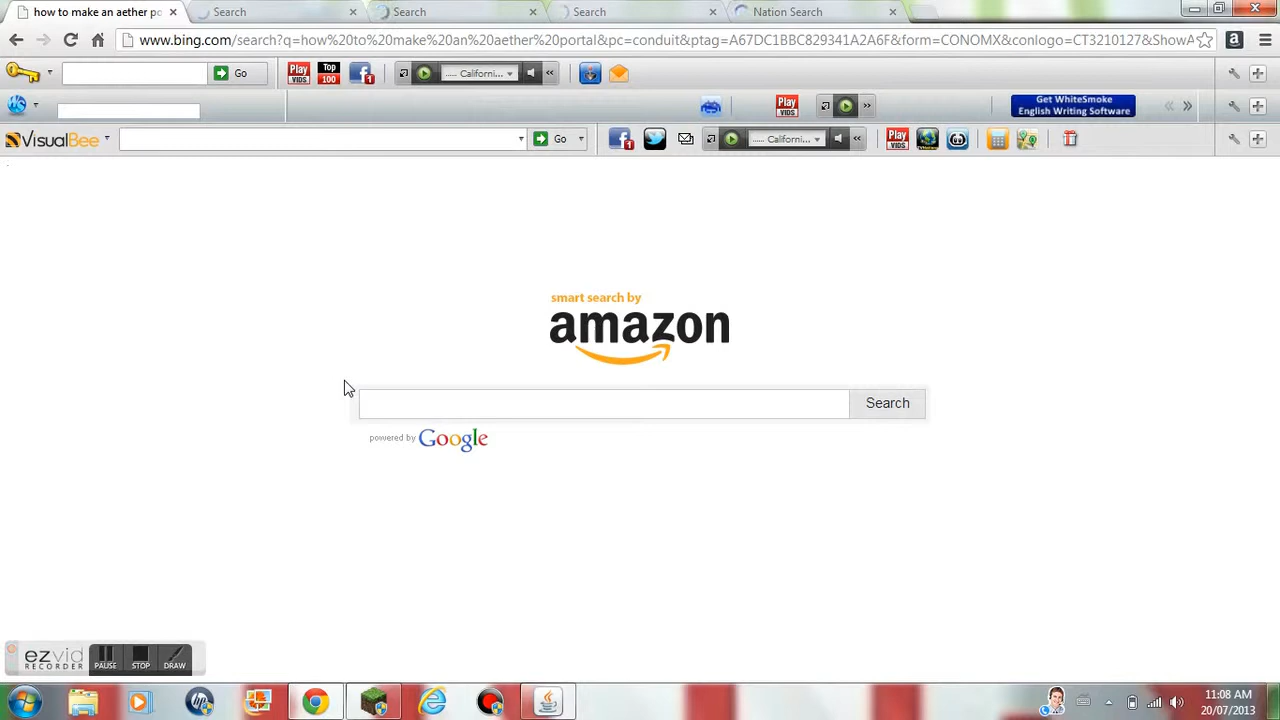 how to make an aether po
Search
Search
Search
Nation Search
www.bing.com/search?q=how%20to%20make%20an%20aether%20portal&pc=conduit&ptag=A67DC1BBC829341A2A6F&form=CONOMX&conlogo=CT3210127&ShowA
Go
Play VIDS
Top 100
1
..... Californi...
Play VIDS
Get WhiteSmoke
English Writing Software
VisualBee
Go
1
..... Californi...
Play VIDS
smart search by
amazon
Search
powered by Google
ezvid
RECORDER
PAUSE
STOP
DRAW
11:08 AM
20/07/2013